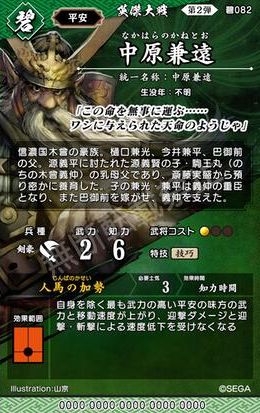 碧
平安
英傑大戦
第2弾
碧082
なかはらのかねとお
中原兼遠
統一名称：中原兼遠
生没年：不明
「この命を無事に運ぶ……
ワシに与えられた天命のようじゃ」
信濃国木曾の豪族。樋口兼光、今井兼平、巴御前
の父。源義平に討たれた源義賢の子・駒王丸（の
ちの木曾義仲）の乳母父であり、斎藤実盛から預
り密かに養育した。子の兼光・兼平は義仲の重臣
となり、また巴御前を嫁がせ、義仲を支えた。
兵種 武力 知力 武将コスト
剣豪 2 6 特技 技巧
じんばのかせい 必要士気 効果時間
人馬の加勢 3 知力時間
効果範囲
自身を除く最も武力の高い平安の味方の武
力と移動速度が上がり、迎撃ダメージと迎
撃・斬撃による速度低下を受けなくなる
Illustration:山宗
©SEGA
0000-0000-0000-0000-0000